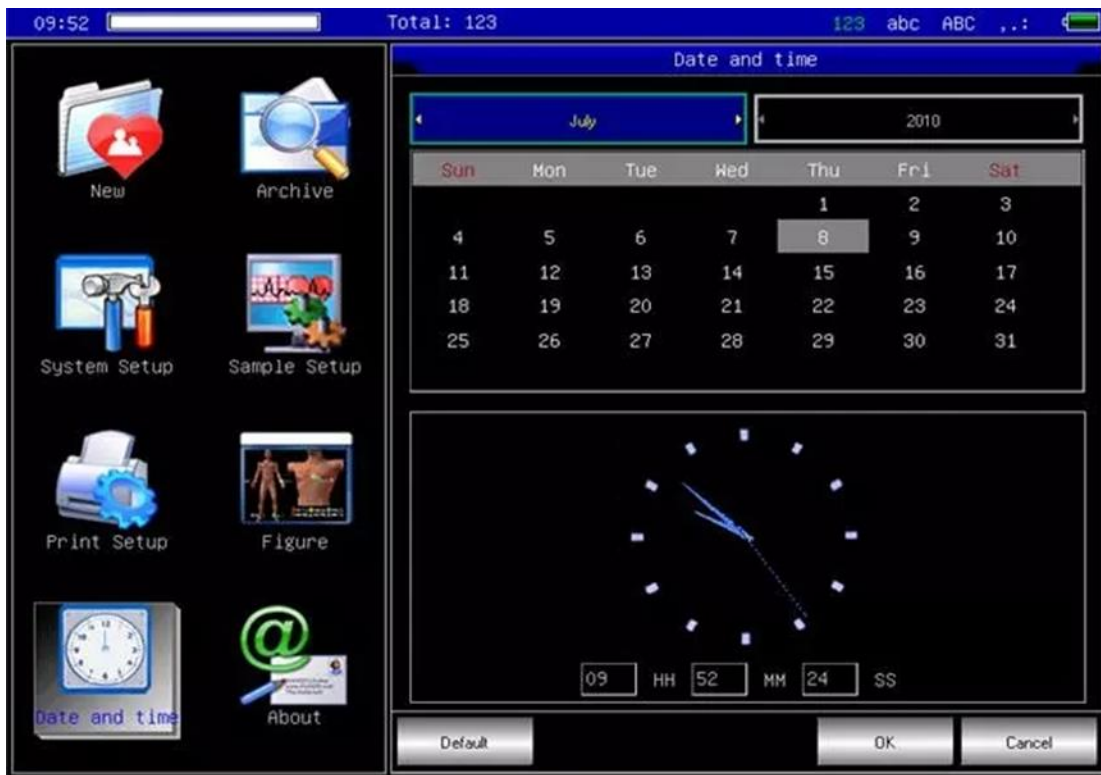 09:52 Total: 123 123 abc ABC ,.:
Date and time
July 2010
Sun Mon Tue Wed Thu Fri Sat
1 2 3
4 5 6 7 8 9 10
11 12 13 14 15 16 17
18 19 20 21 22 23 24
25 26 27 28 29 30 31
09 HH 52 MM 24 SS
Default OK Cancel
New Archive
System Setup Sample Setup
Print Setup Figure
Date and time About